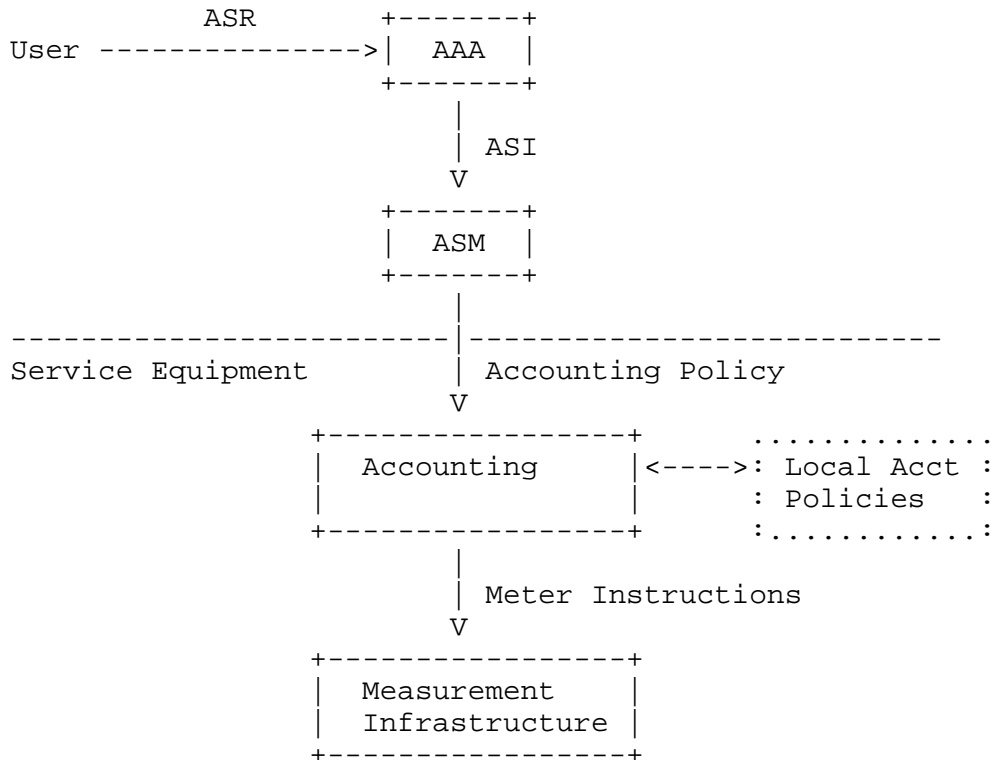 ASR
User
AAA
ASI
ASM
Service Equipment
Accounting Policy
Accounting
Local Acct
Policies
Meter Instructions
Measurement
Infrastructure